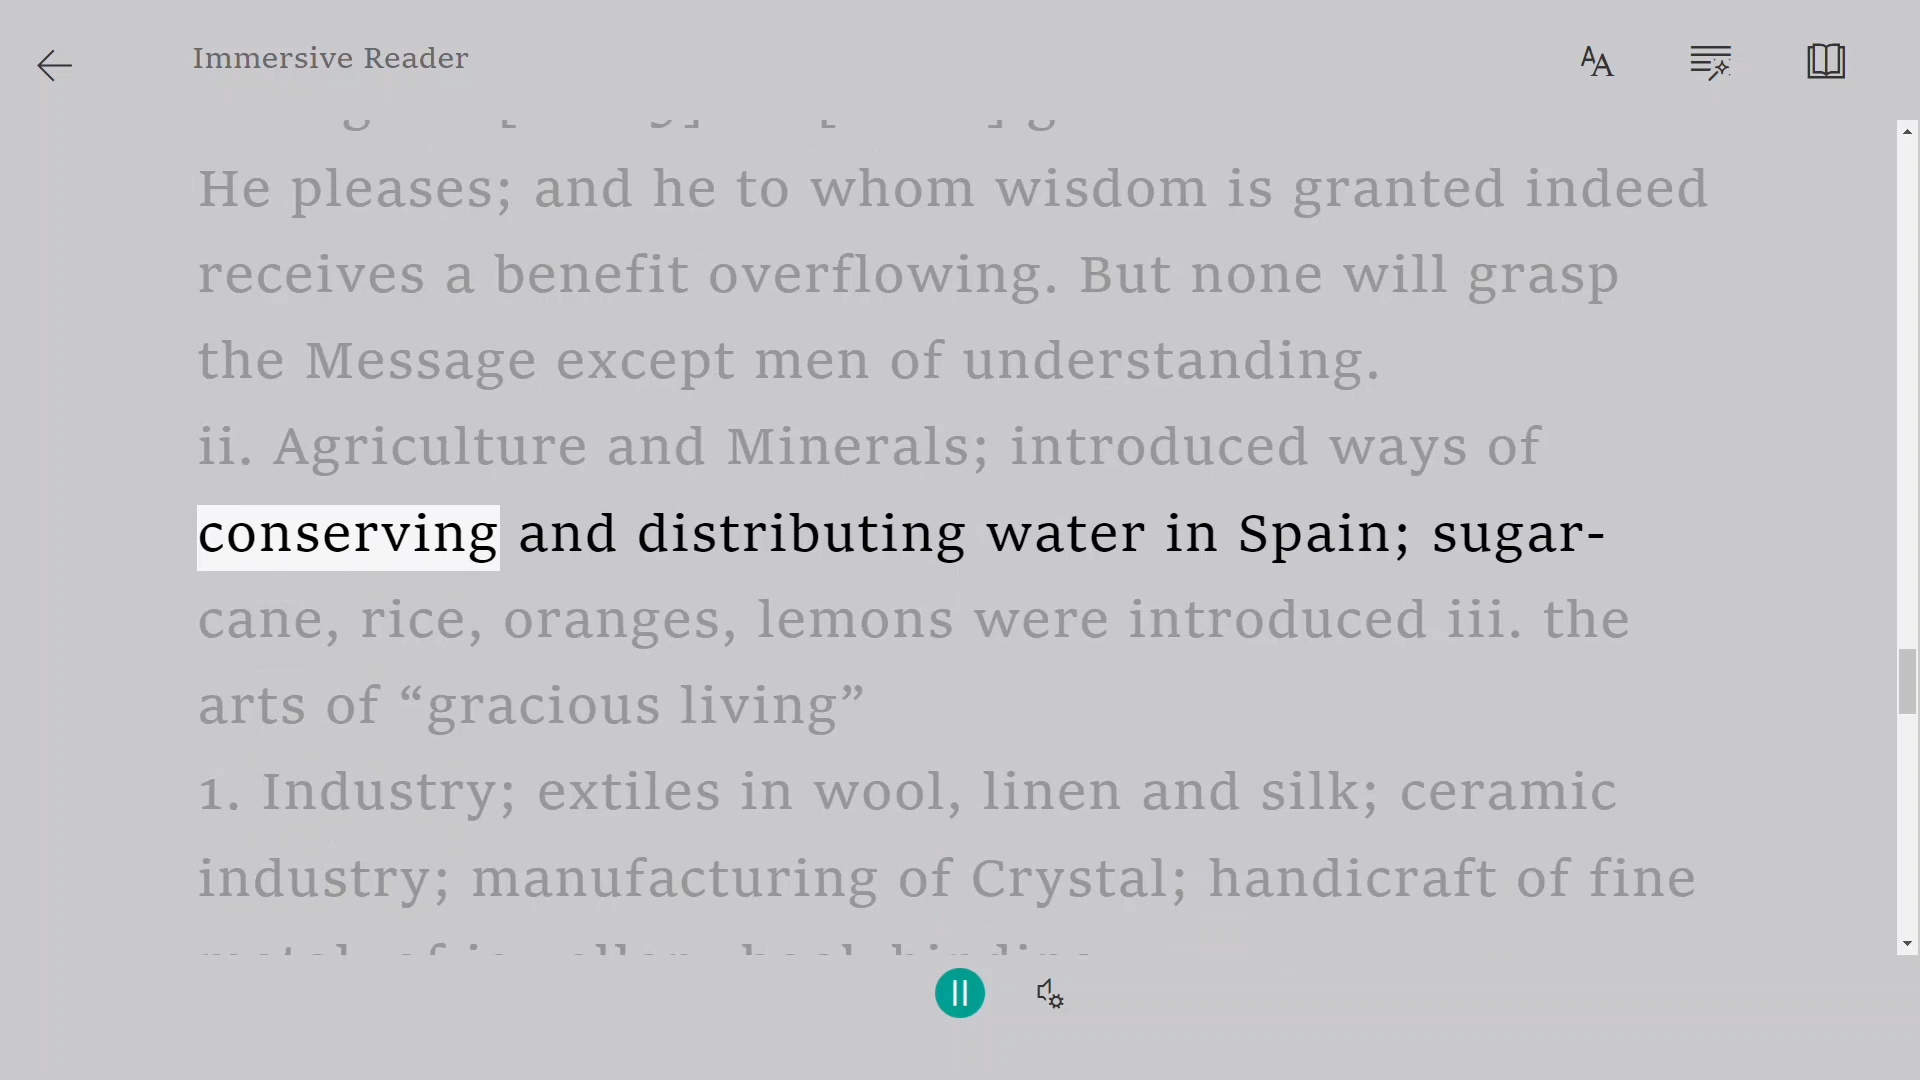 Immersive Reader
He pleases; and he to whom wisdom is granted indeed
receives a benefit overflowing. But none will grasp
the Message except men of understanding.
ii. Agriculture and Minerals; introduced ways of
conserving and distributing water in Spain; sugar-
cane, rice, oranges, lemons were introduced iii. the
arts of “gracious living”
1. Industry; extiles in wool, linen and silk; ceramic
industry; manufacturing of Crystal; handicraft of fine